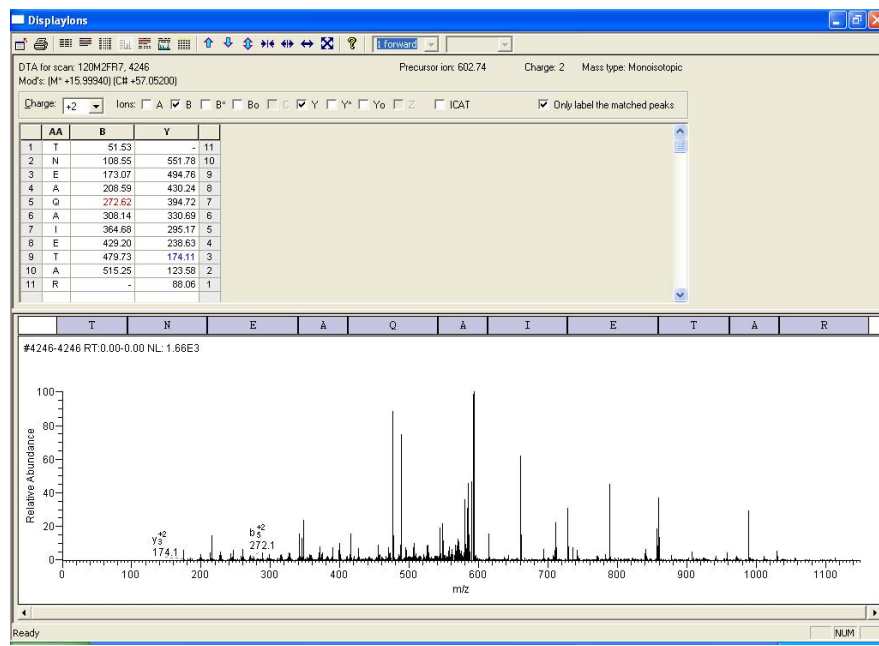 DisplayIons
1 forward
DTA for scan: 120M2FR7, 4246 Precursor ion: 602.74 Charge: 2 Mass type: Monoisotopic
Mod's: (M* +15.99940) (C# +57.05200)
Charge: +2 Ions: A B B* Bo C Y Y* Yo Z ICAT Only label the matched peaks
AA B Y
1 T 51.53 - 11
2 N 108.55 551.78 10
3 E 173.07 494.76 9
4 A 208.59 430.24 8
5 Q 272.62 394.72 7
6 A 308.14 330.69 6
7 I 364.68 295.17 5
8 E 429.20 238.63 4
9 T 479.73 174.11 3
10 A 515.25 123.58 2
11 R - 88.06 1
T N E A Q A I E T A R
#4246-4246 RT:0.00-0.00 NL: 1.66E3
100
80
60
40
20
0
Relative Abundance
y3+2
174.1
b5+2
272.1
0 100 200 300 400 500 600 700 800 900 1000 1100
m/z
Ready NUM